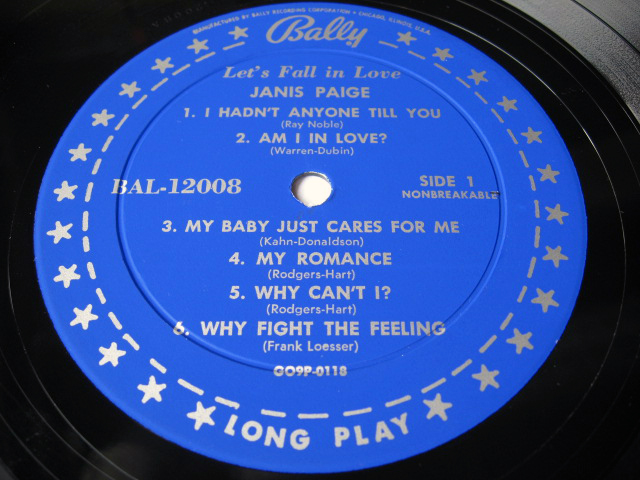 MANUFACTURED BY BALLY RECORDING CORPORATION • CHICAGO, ILLINOIS, U.S.A.
Bally
Let's Fall in Love
JANIS PAIGE
1. I HADN'T ANYONE TILL YOU
(Ray Noble)
2. AM I IN LOVE?
(Warren-Dubin)
BAL-12008
SIDE 1
NONBREAKABLE
3. MY BABY JUST CARES FOR ME
(Kahn-Donaldson)
4. MY ROMANCE
(Rodgers-Hart)
5. WHY CAN'T I?
(Rodgers-Hart)
6. WHY FIGHT THE FEELING
(Frank Loesser)
GO9P-0118
LONG PLAY